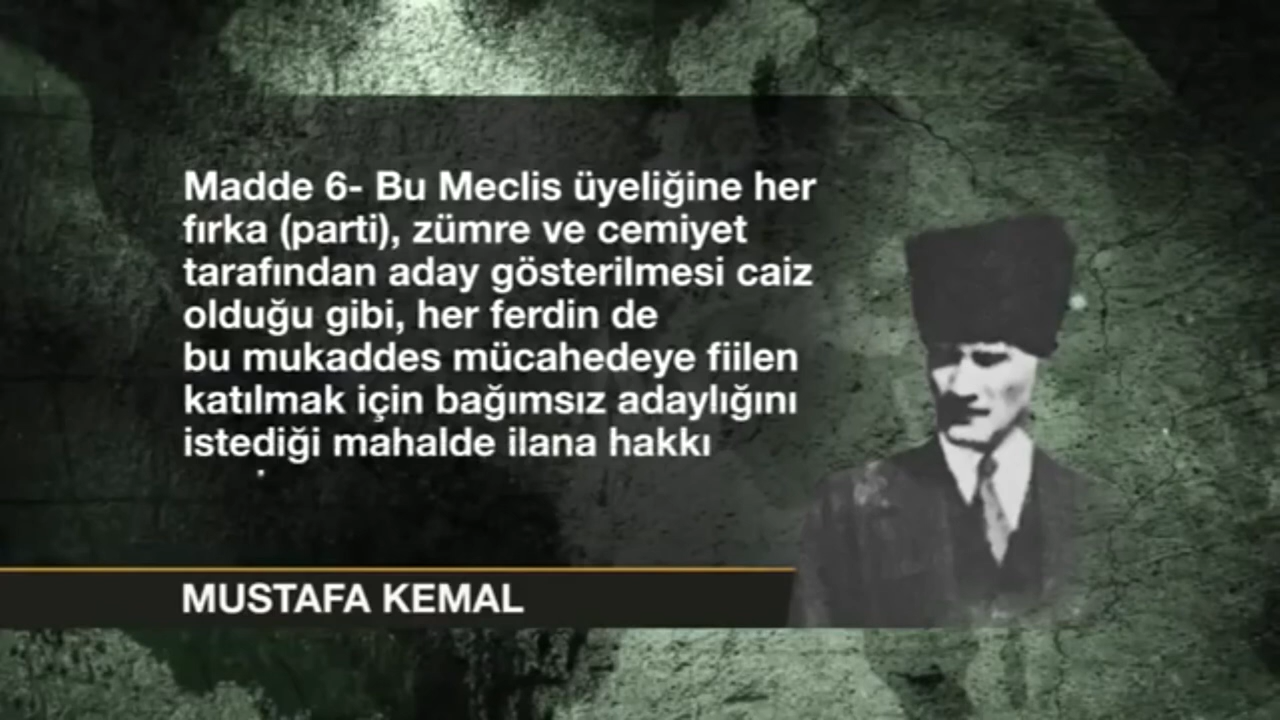 Madde 6- Bu Meclis üyeliğine her
fırka (parti), zümre ve cemiyet
tarafından aday gösterilmesi caiz
olduğu gibi, her ferdin de
bu mukaddes mücahedeye fiilen
katılmak için bağımsız adaylığını
istediği mahalde ilana hakkı
MUSTAFA KEMAL